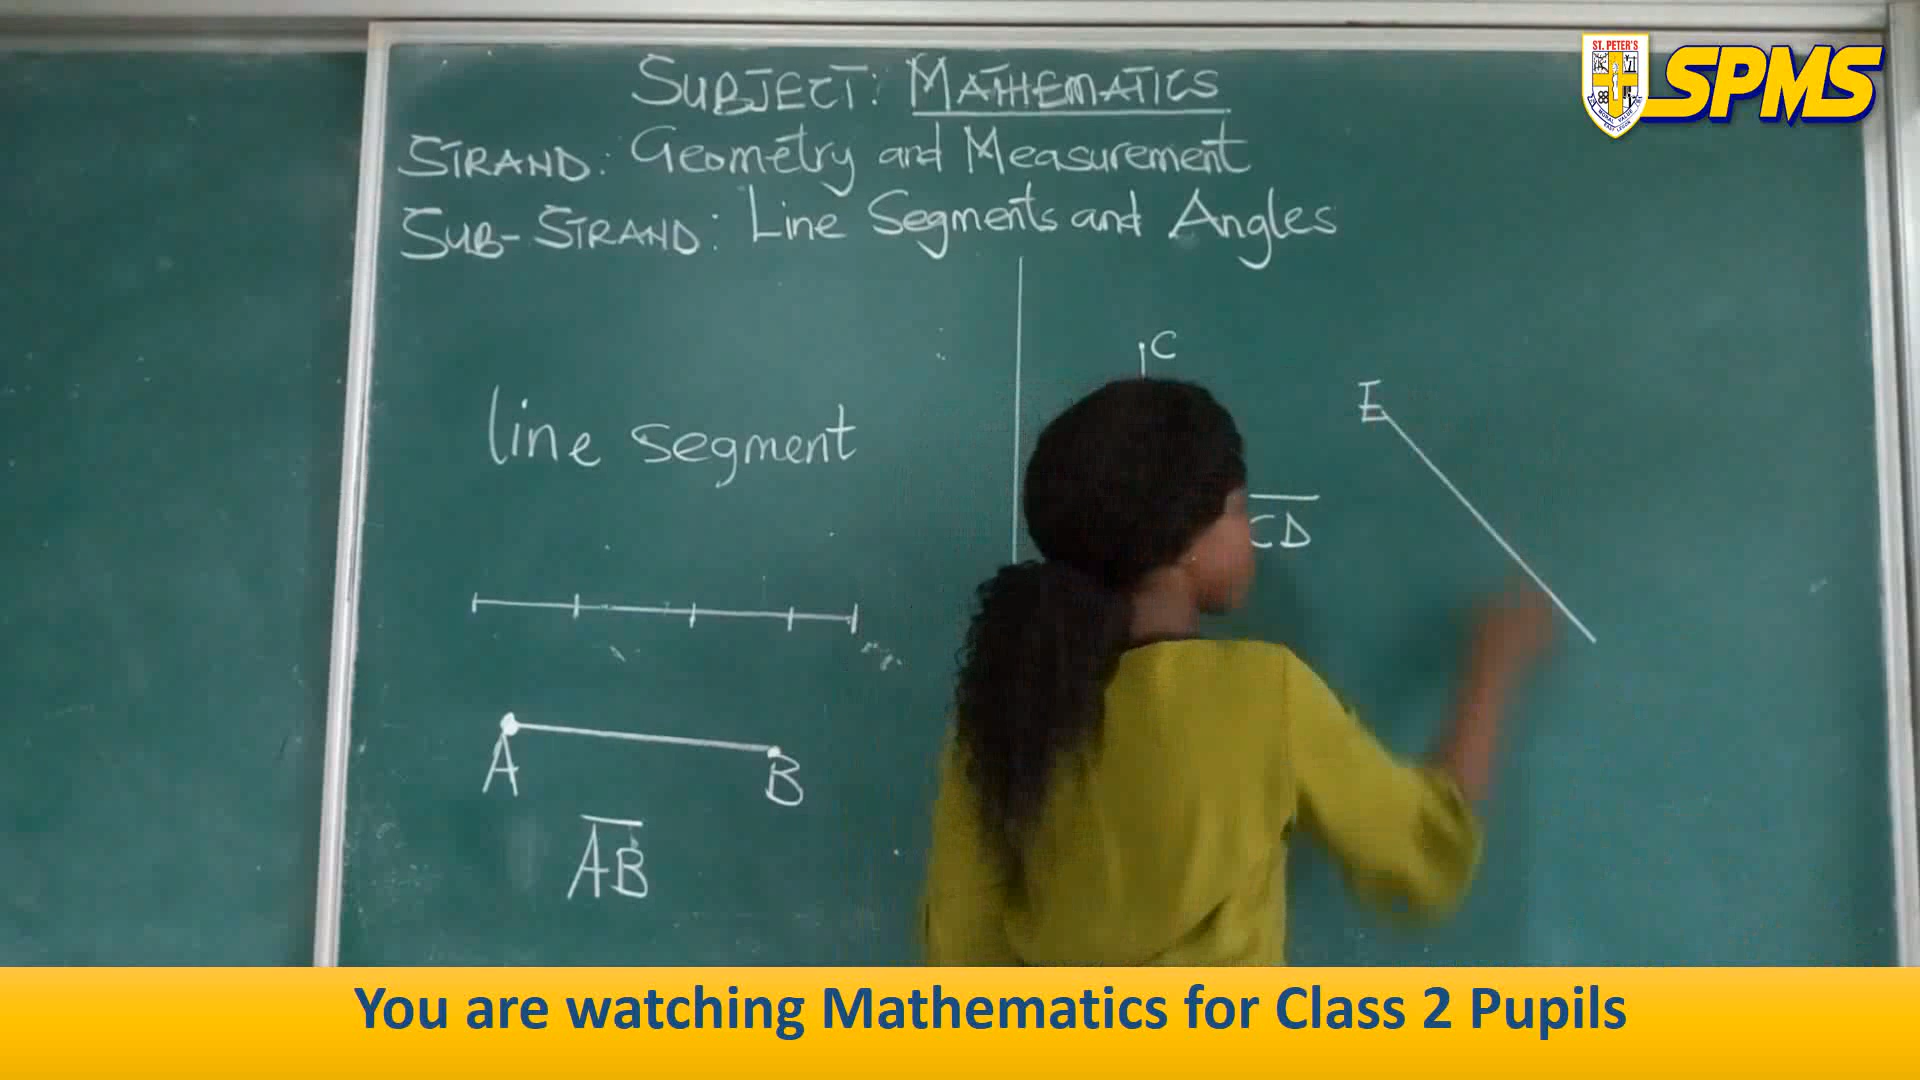 SUBJECT: MATHEMATICS
STRAND: Geometry and Measurement
SUB-STRAND: Line Segments and Angles
ST. PETER'S
SPMS
line segment
A B
AB
C
CD
E
You are watching Mathematics for Class 2 Pupils